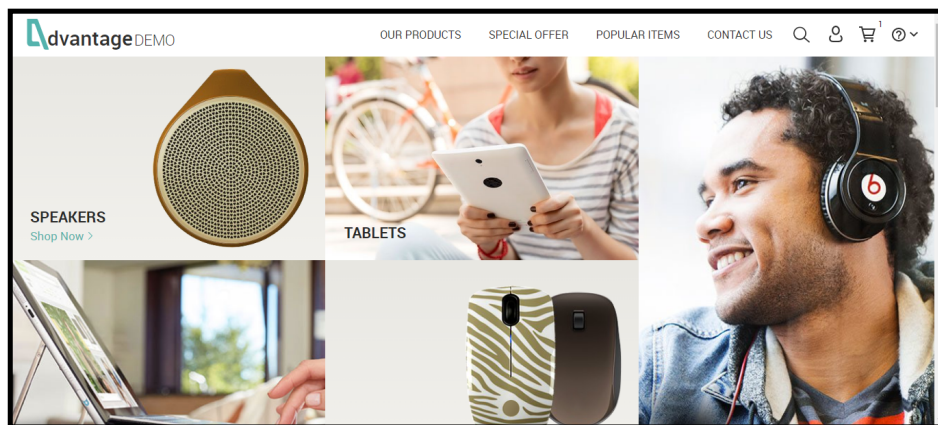 dvantage DEMO
OUR PRODUCTS SPECIAL OFFER POPULAR ITEMS CONTACT US 1
SPEAKERS
Shop Now >
TABLETS
b